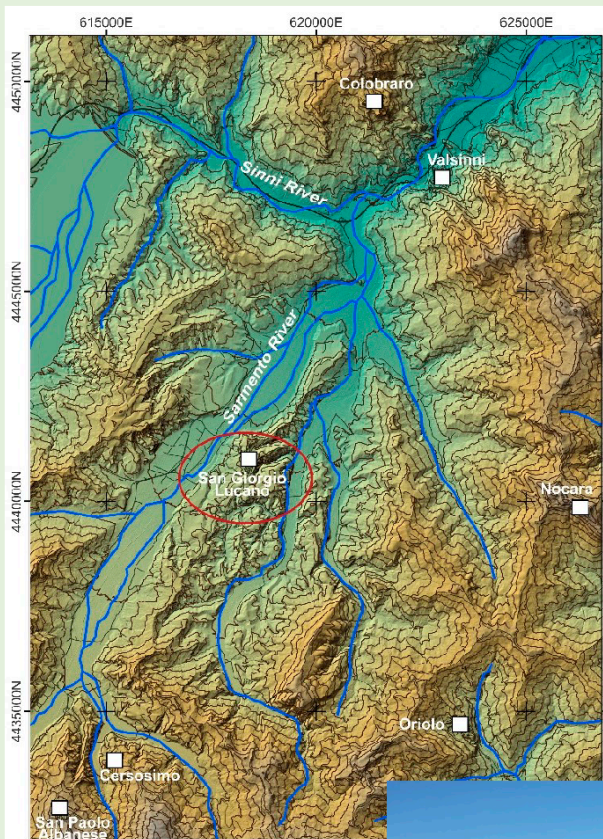 615000E
620000E
625000E
4450000N
Colobraro
Valsinni
Sinni River
4445000N
Sarmento River
San Giorgio
Lucano
Nocara
4440000N
4435000N
Oriolo
Cersosimo
San Paolo
Albanese